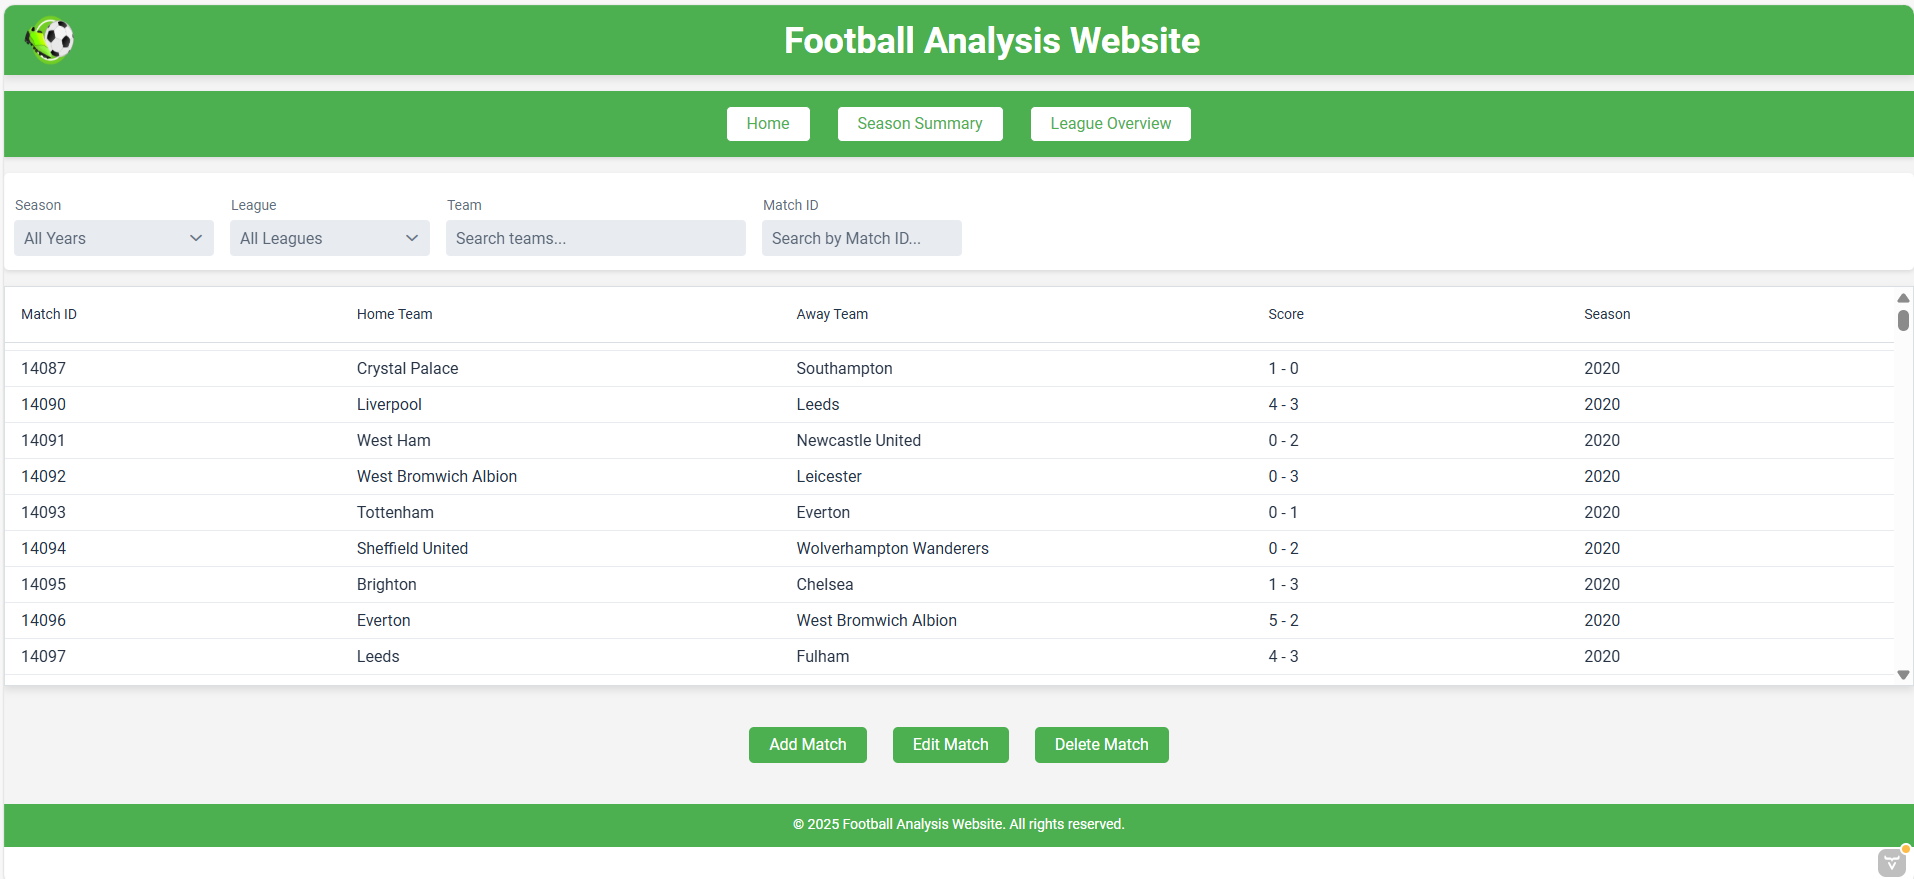 Football Analysis Website
Home Season Summary League Overview
Season League Team Match ID
All Years All Leagues Search teams... Search by Match ID...
Match ID Home Team Away Team Score Season
14087 Crystal Palace Southampton 1 - 0 2020
14090 Liverpool Leeds 4 - 3 2020
14091 West Ham Newcastle United 0 - 2 2020
14092 West Bromwich Albion Leicester 0 - 3 2020
14093 Tottenham Everton 0 - 1 2020
14094 Sheffield United Wolverhampton Wanderers 0 - 2 2020
14095 Brighton Chelsea 1 - 3 2020
14096 Everton West Bromwich Albion 5 - 2 2020
14097 Leeds Fulham 4 - 3 2020
Add Match Edit Match Delete Match
© 2025 Football Analysis Website. All rights reserved.